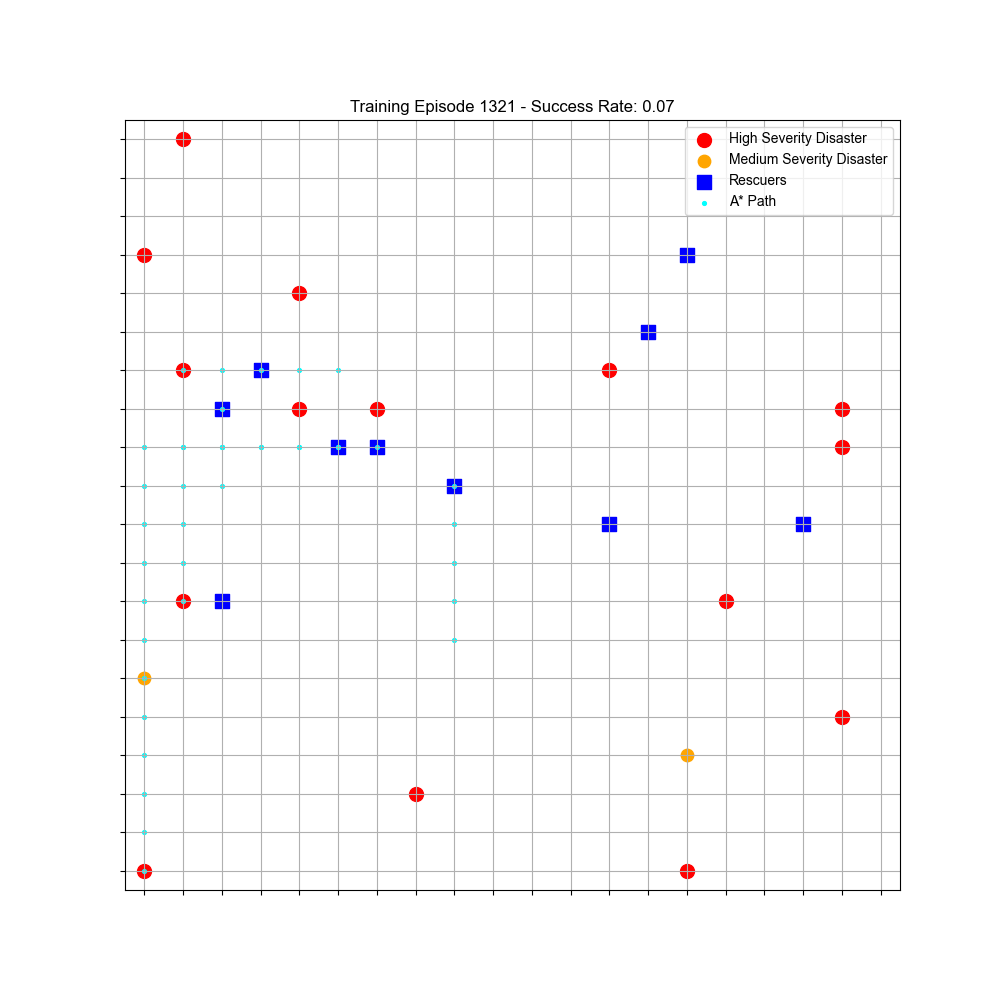 Training Episode 1321 - Success Rate: 0.07
High Severity Disaster
Medium Severity Disaster
Rescuers
A* Path